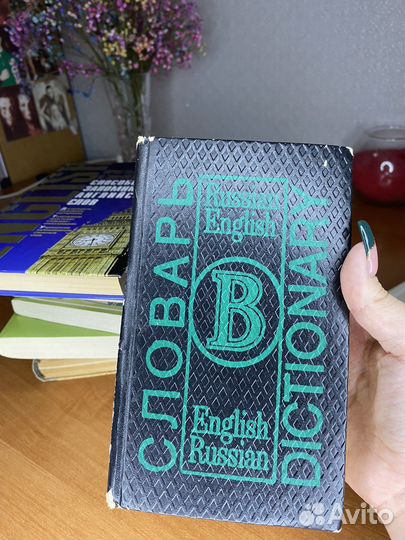 СЛОВАРЬ
Russian
English
B
English
Russian
DICTIONARY
Avito